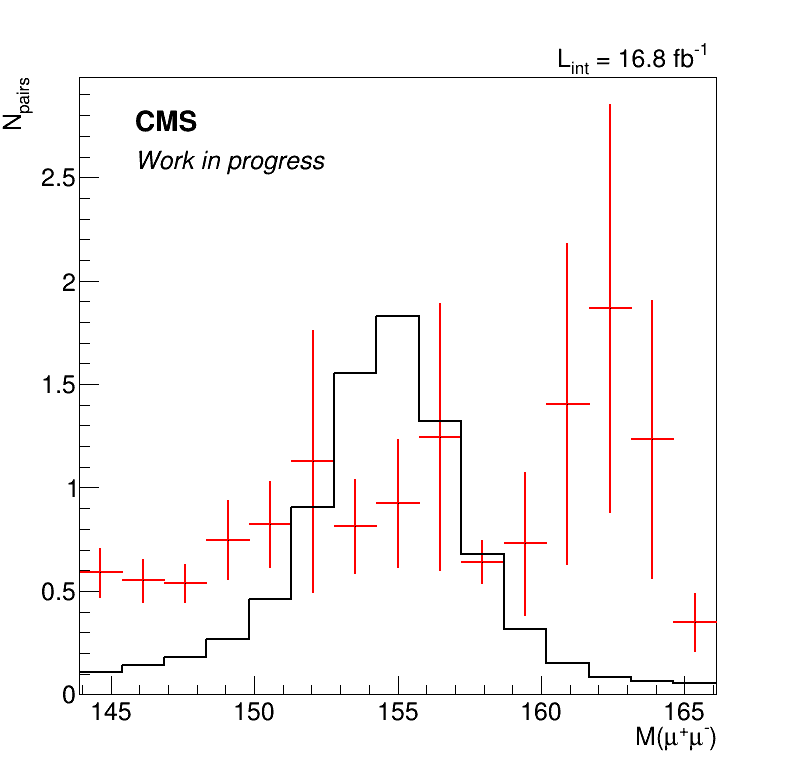 L_int = 16.8 fb⁻¹
N_pairs
CMS
Work in progress
2.5
2
1.5
1
0.5
0
145 150 155 160 165
M(μ⁺μ⁻)